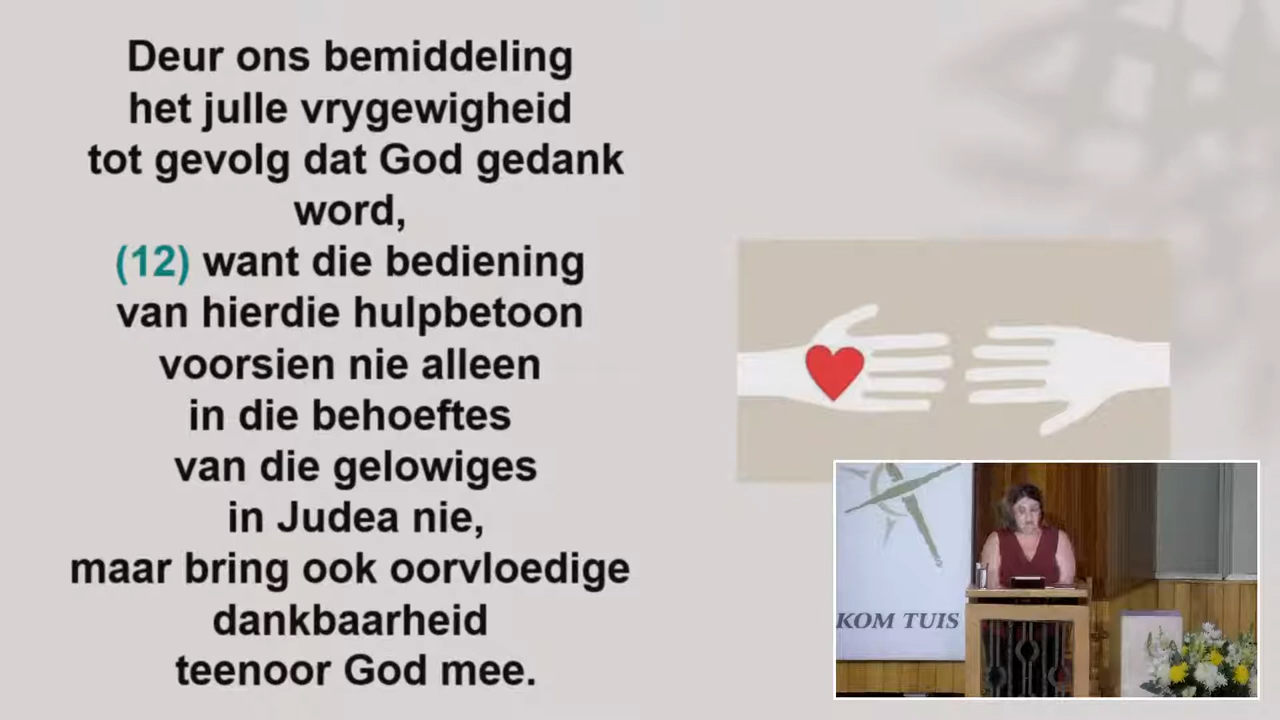 Deur ons bemiddeling
het julle vrygewigheid
tot gevolg dat God gedank
word,
(12) want die bediening
van hierdie hulpbetoon
voorsien nie alleen
in die behoeftes
van die gelowiges
in Judea nie,
maar bring ook oorvloedige
dankbaarheid
teenoor God mee.
KOM TUIS